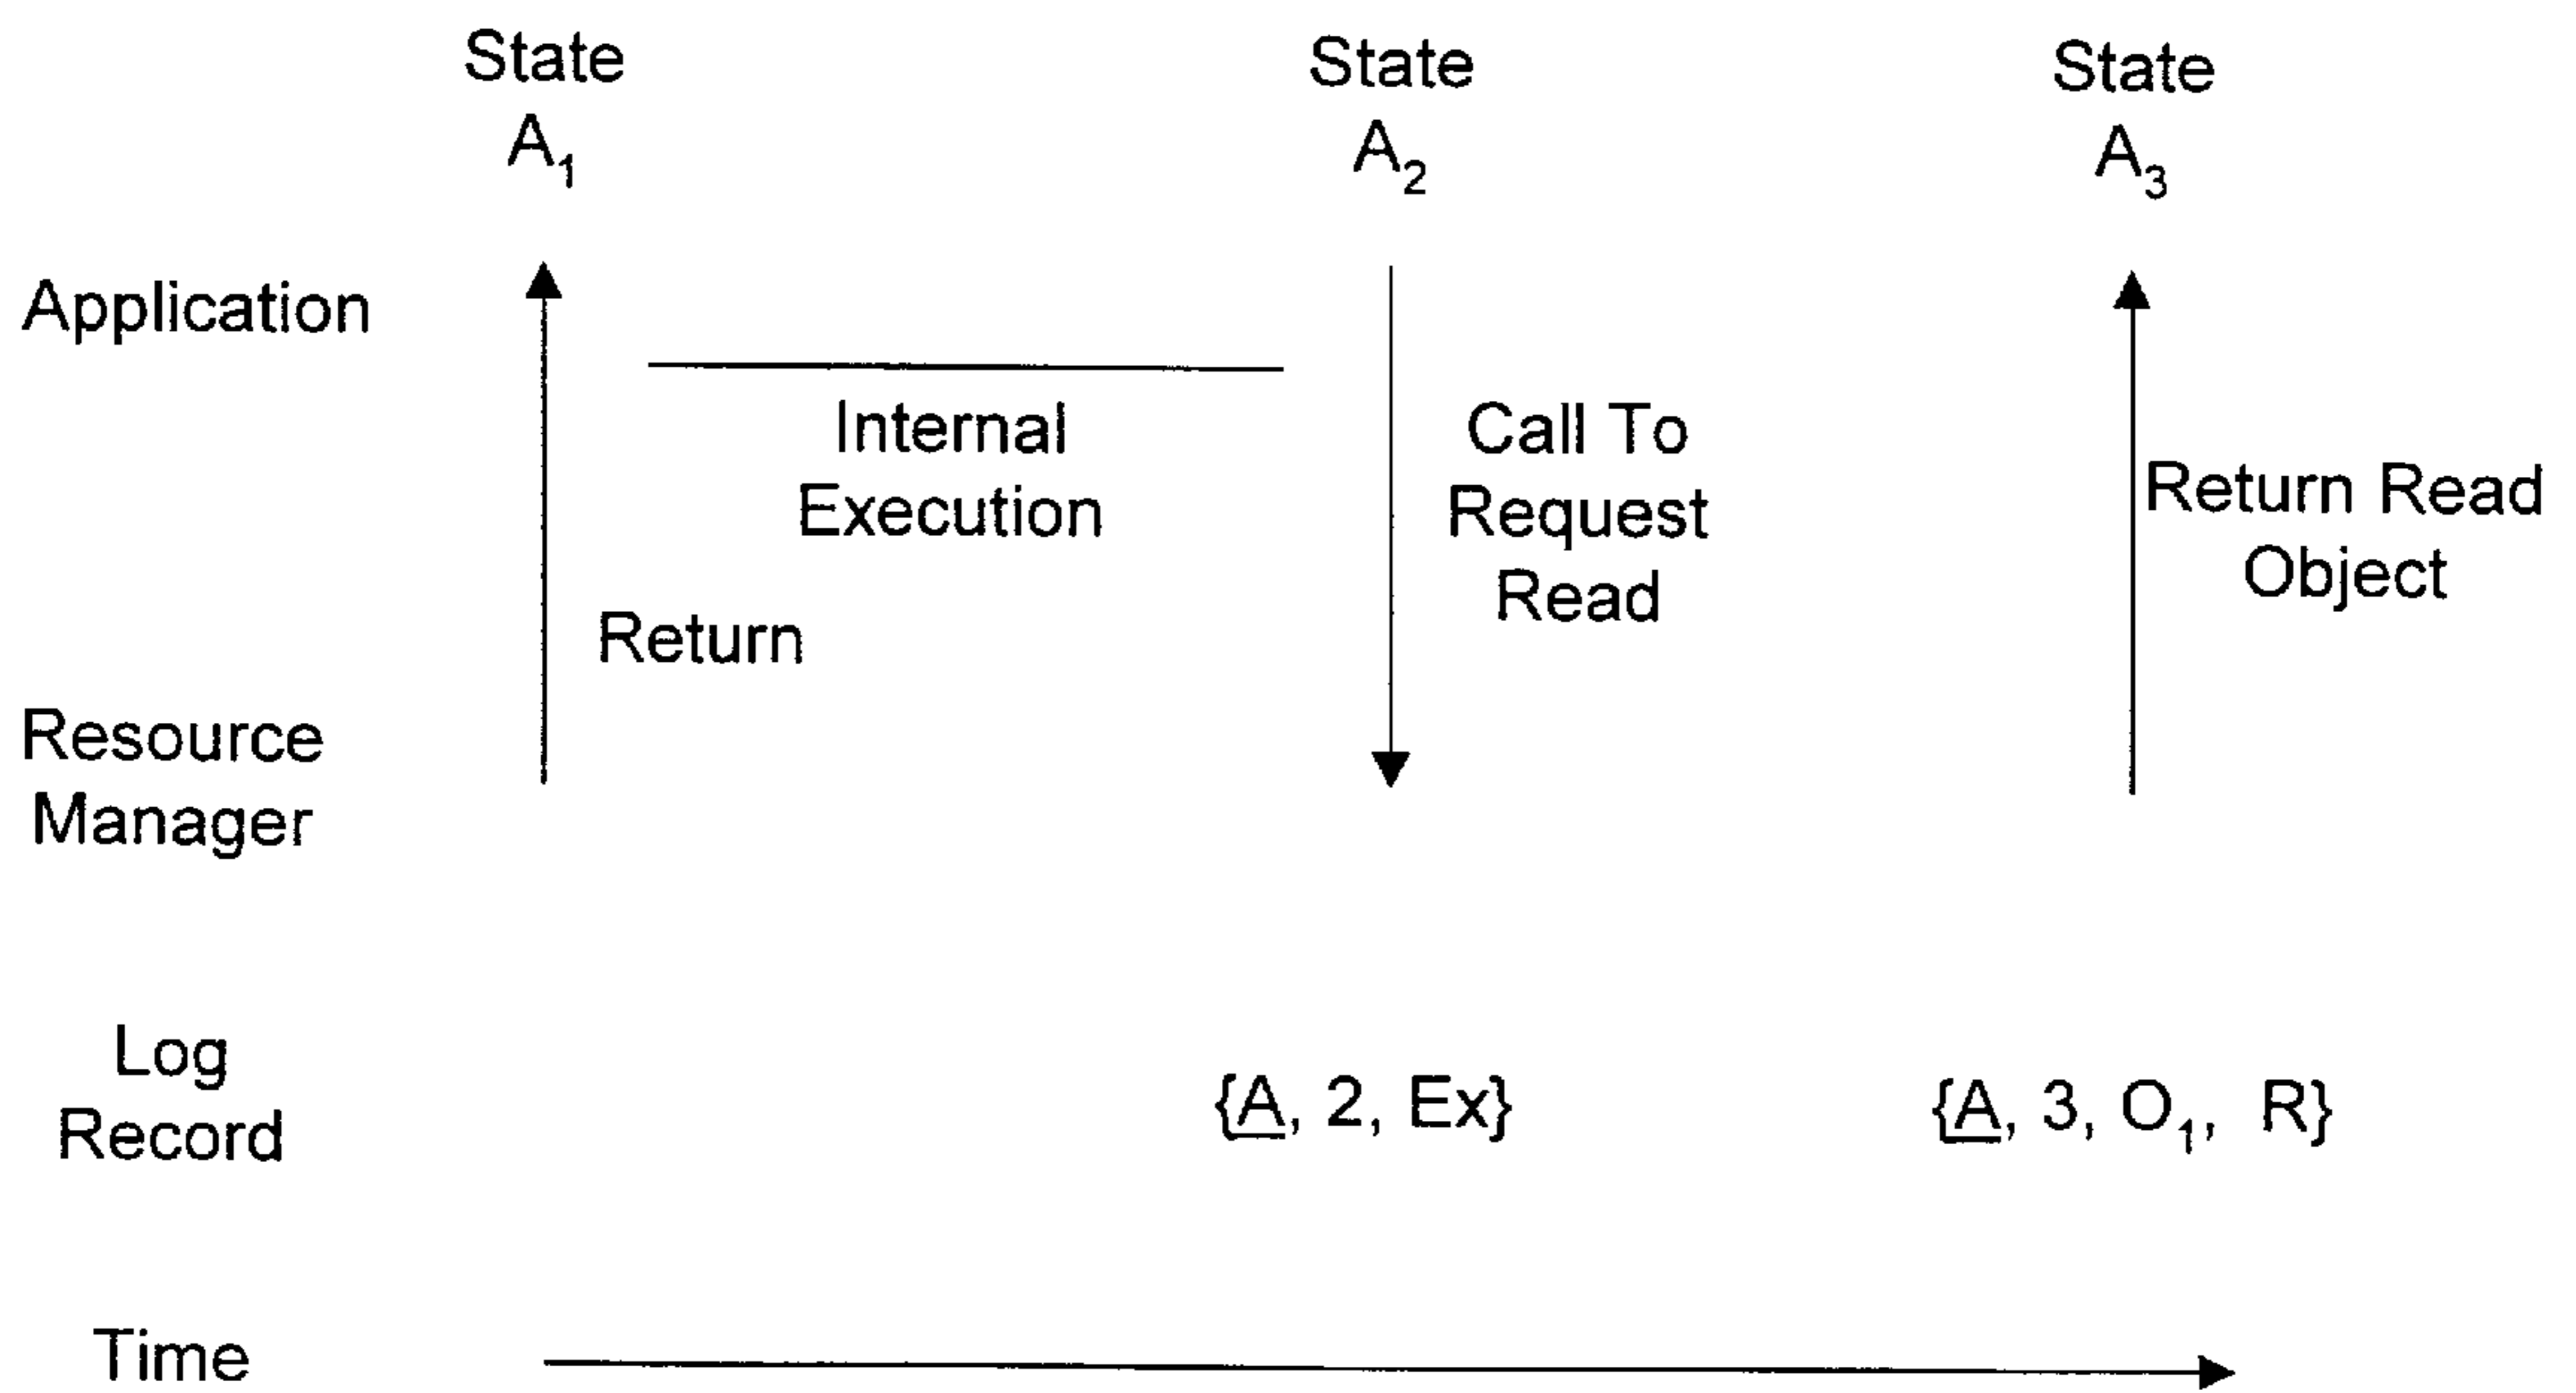 State
A₁
State
A₂
State
A₃
Application
Internal
Execution
Call To
Request
Read
Return Read
Object
Return
Resource
Manager
Log
Record
{A, 2, Ex}
{A, 3, O₁, R}
Time